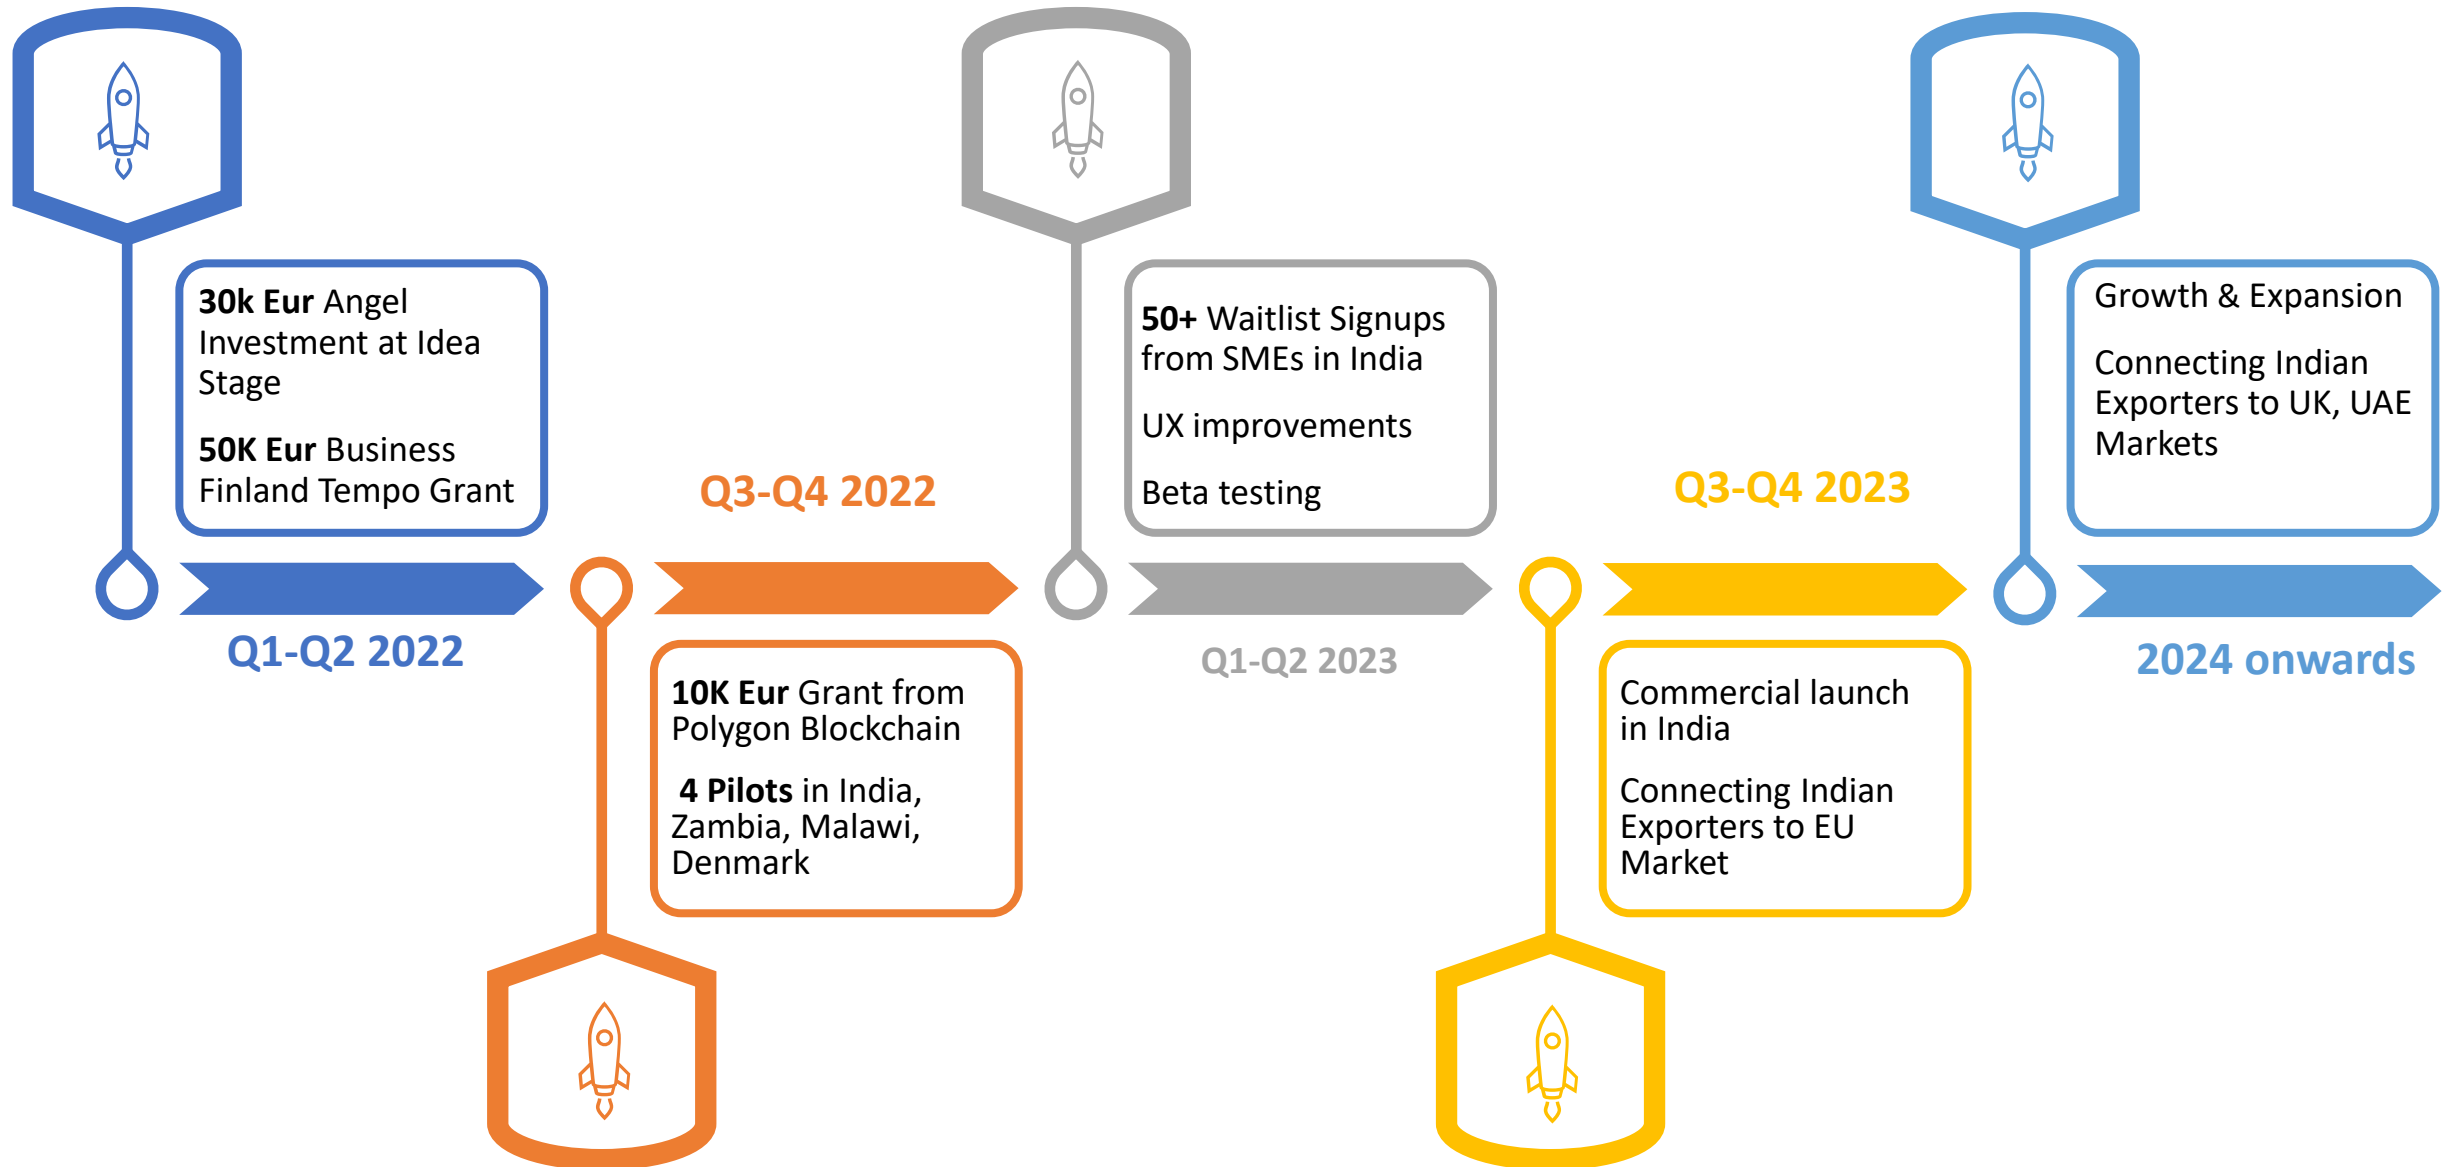 30k Eur Angel
Investment at Idea
Stage
50K Eur Business
Finland Tempo Grant
Q1-Q2 2022
Q3-Q4 2022
10K Eur Grant from
Polygon Blockchain
4 Pilots in India,
Zambia, Malawi,
Denmark
50+ Waitlist Signups
from SMEs in India
UX improvements
Beta testing
Q1-Q2 2023
Q3-Q4 2023
Commercial launch
in India
Connecting Indian
Exporters to EU
Market
Growth & Expansion
Connecting Indian
Exporters to UK, UAE
Markets
2024 onwards